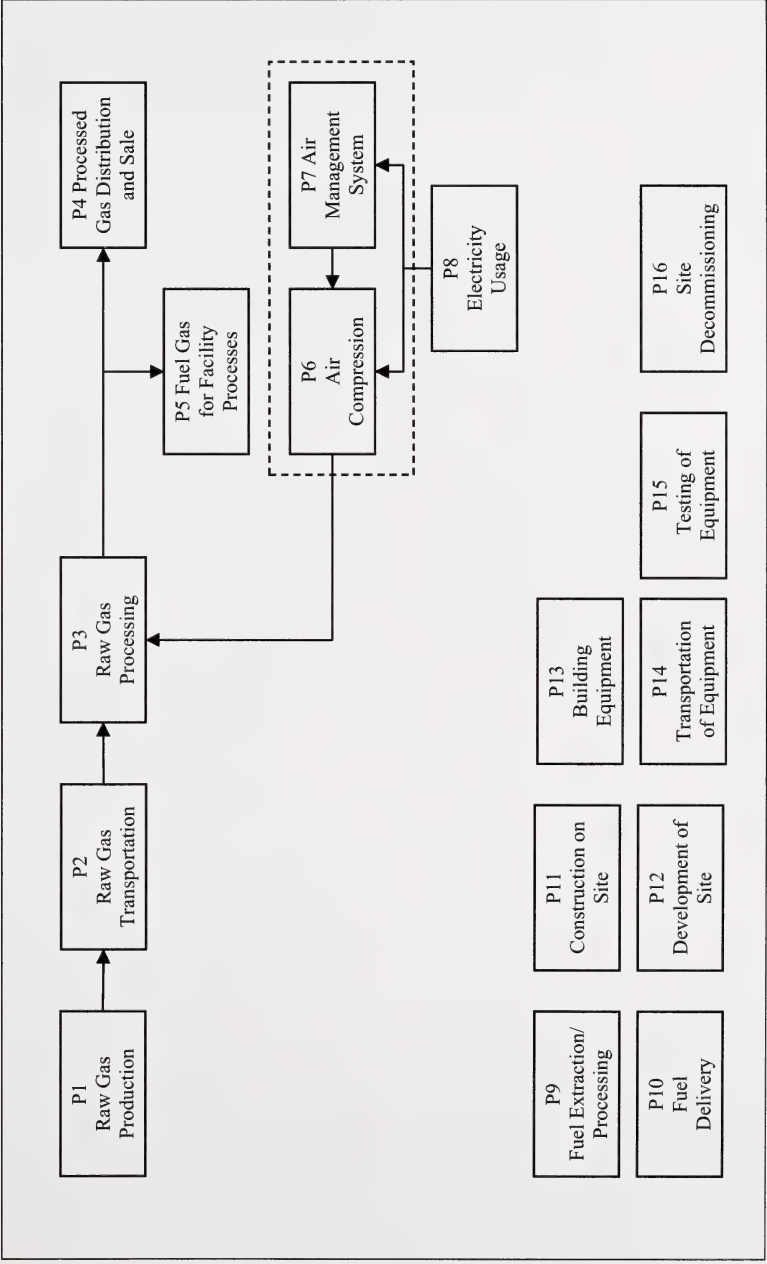 P1
Raw Gas
Production
P2
Raw Gas
Transportation
P3
Raw Gas
Processing
P4 Processed
Gas Distribution
and Sale
P5 Fuel Gas
for Facility
Processes
P6
Air
Compression
P7 Air
Management
System
P8
Electricity
Usage
P9
Fuel Extraction/
Processing
P10
Fuel
Delivery
P11
Construction on
Site
P12
Development of
Site
P13
Building
Equipment
P14
Transportation
of Equipment
P15
Testing of
Equipment
P16
Site
Decommissioning